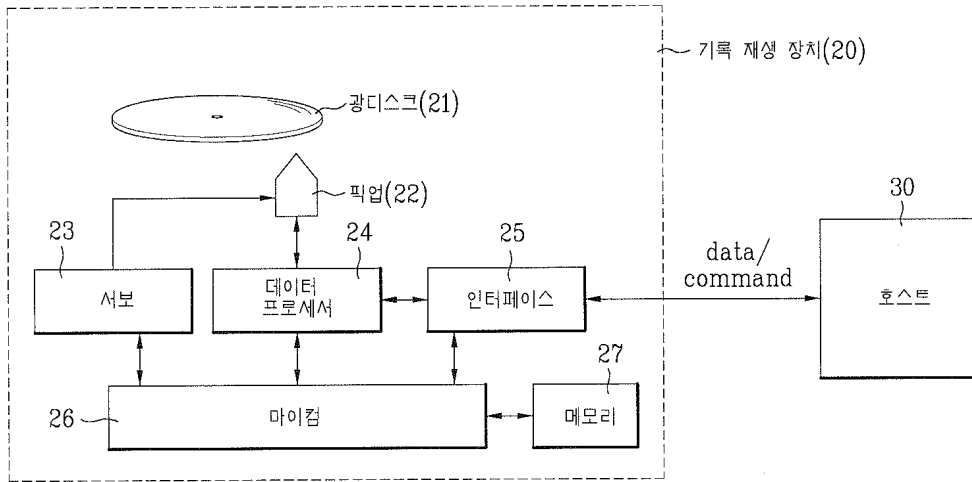 기록 재생 장치(20)
광디스크(21)
픽업(22)
23
24
25
30
서보
데이터
프로세서
인터페이스
data/
command
호스트
26
마이컴
27
메모리